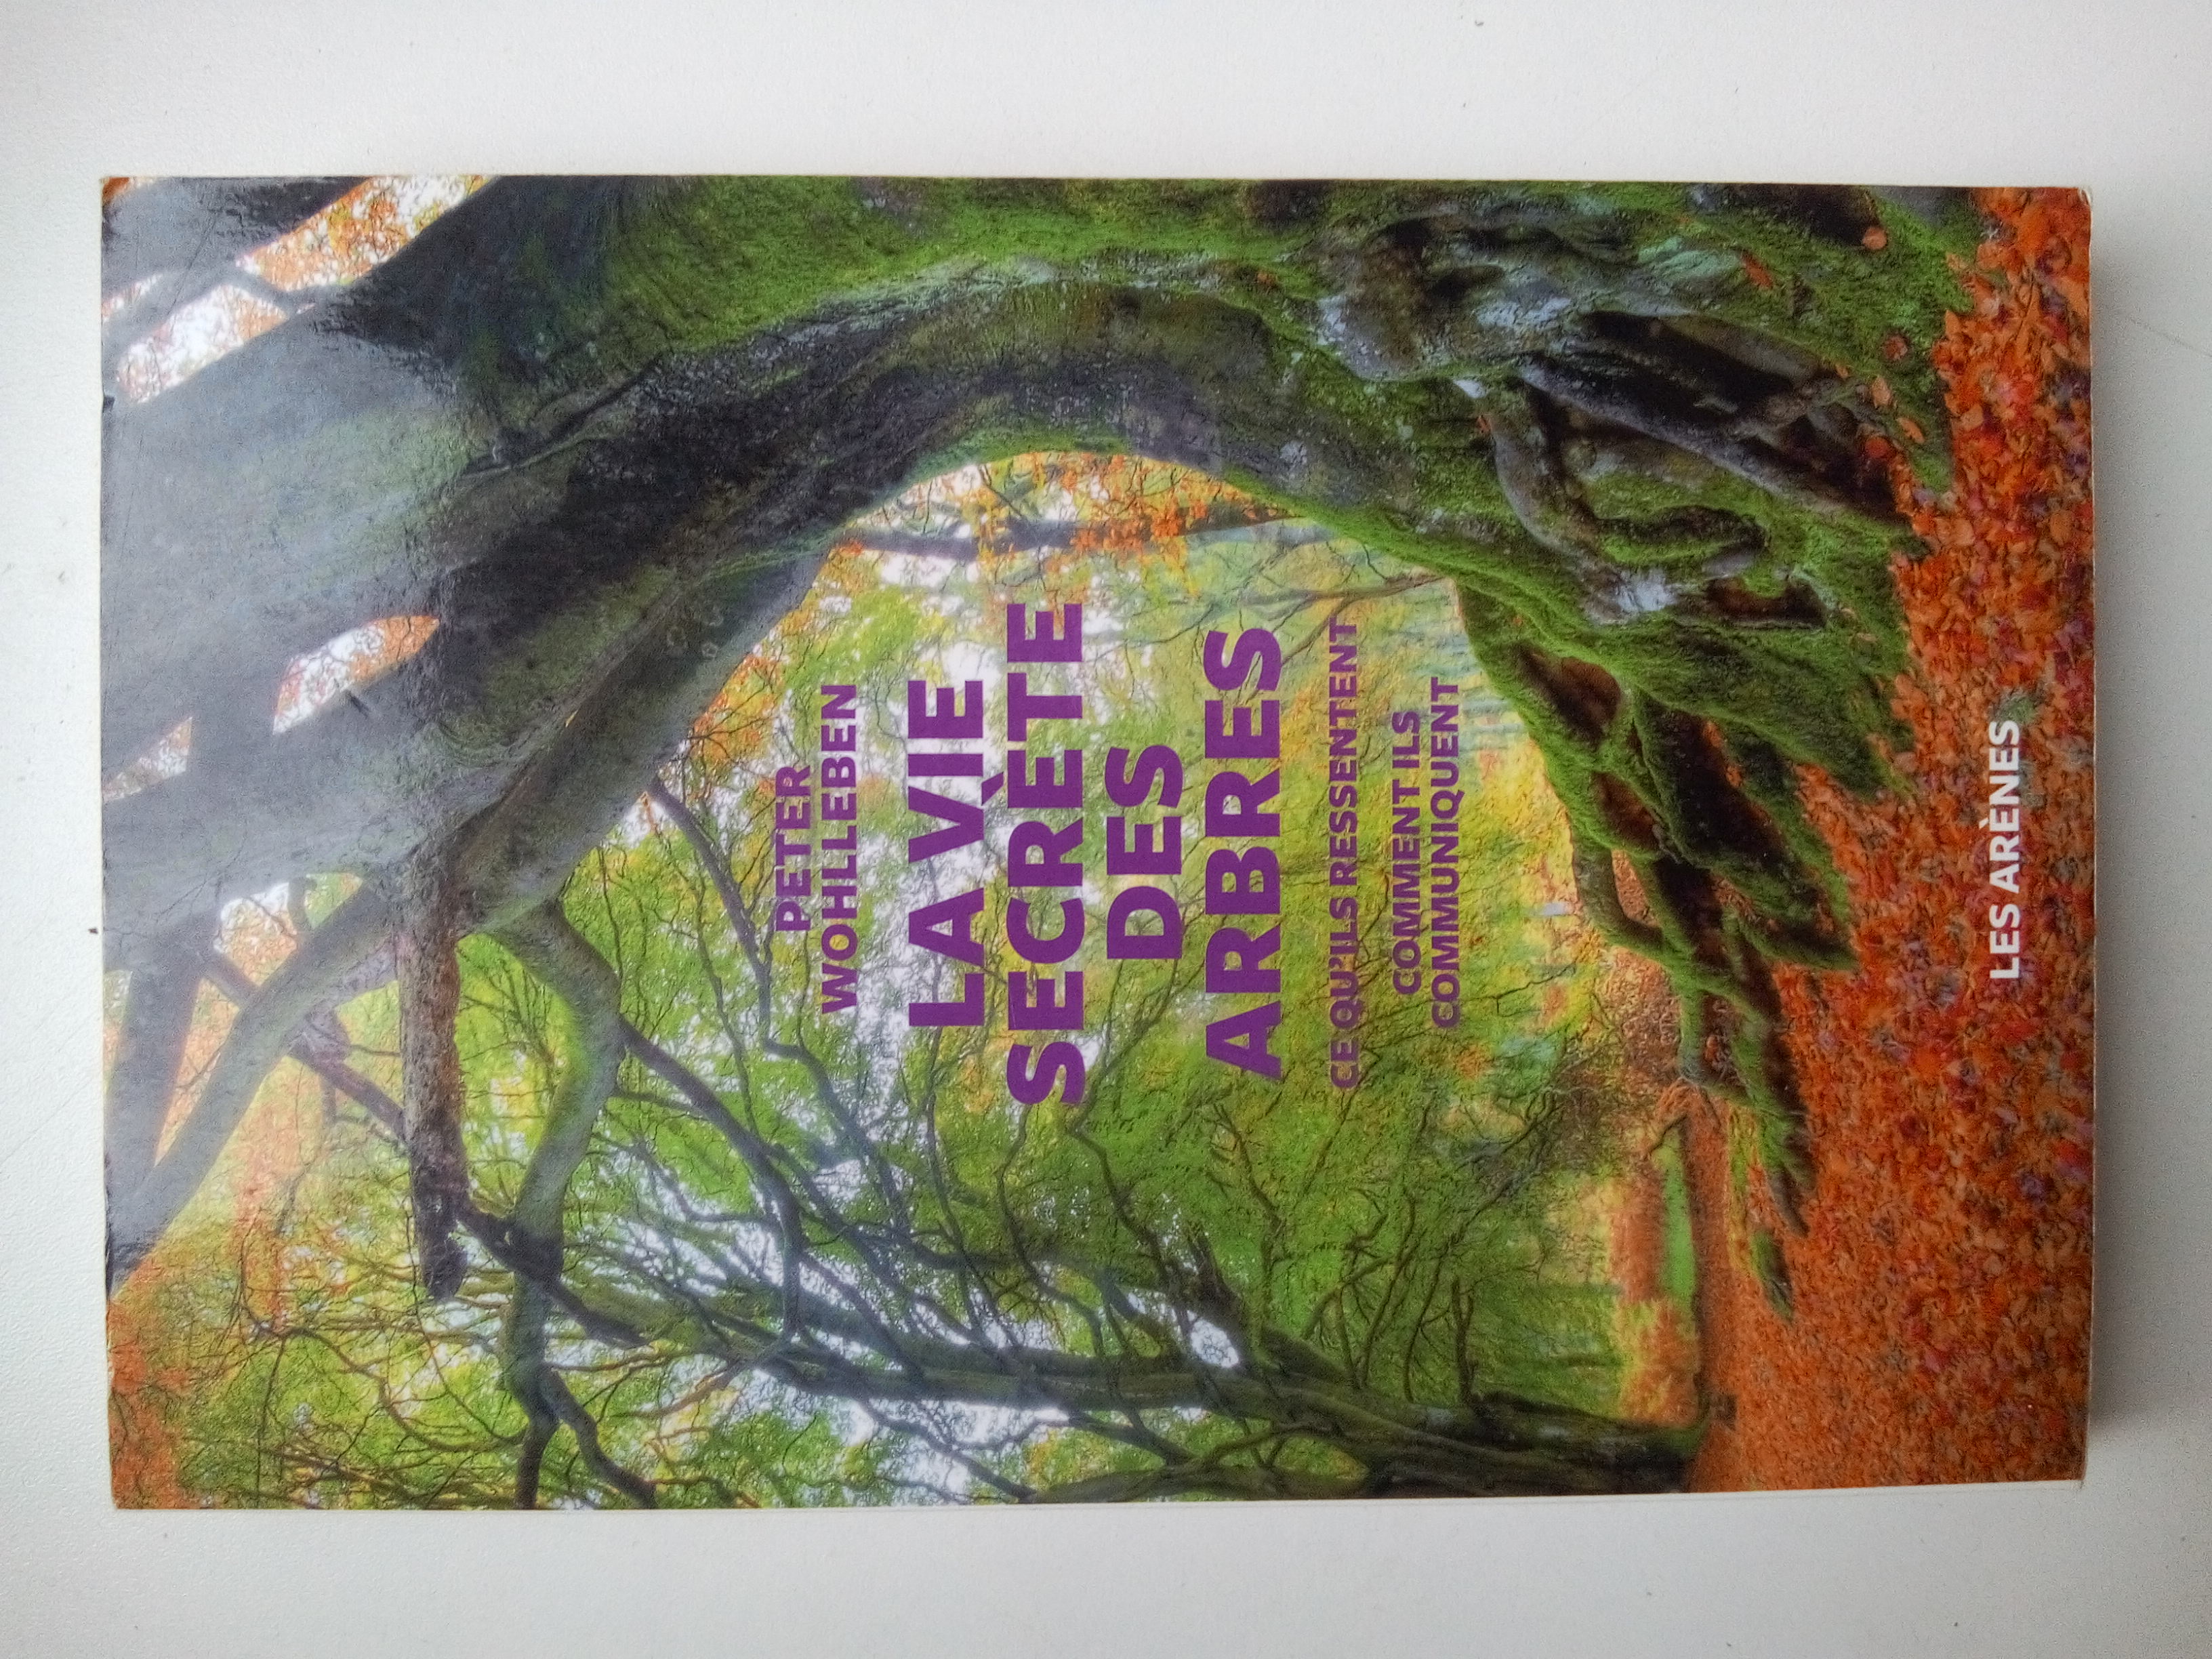 PETER
WOHLLEBEN
LA VIE
SECRÈTE
DES
ARBRES
CE QU'ILS RESSENTENT
COMMENT ILS
COMMUNIQUENT
LES ARÈNES